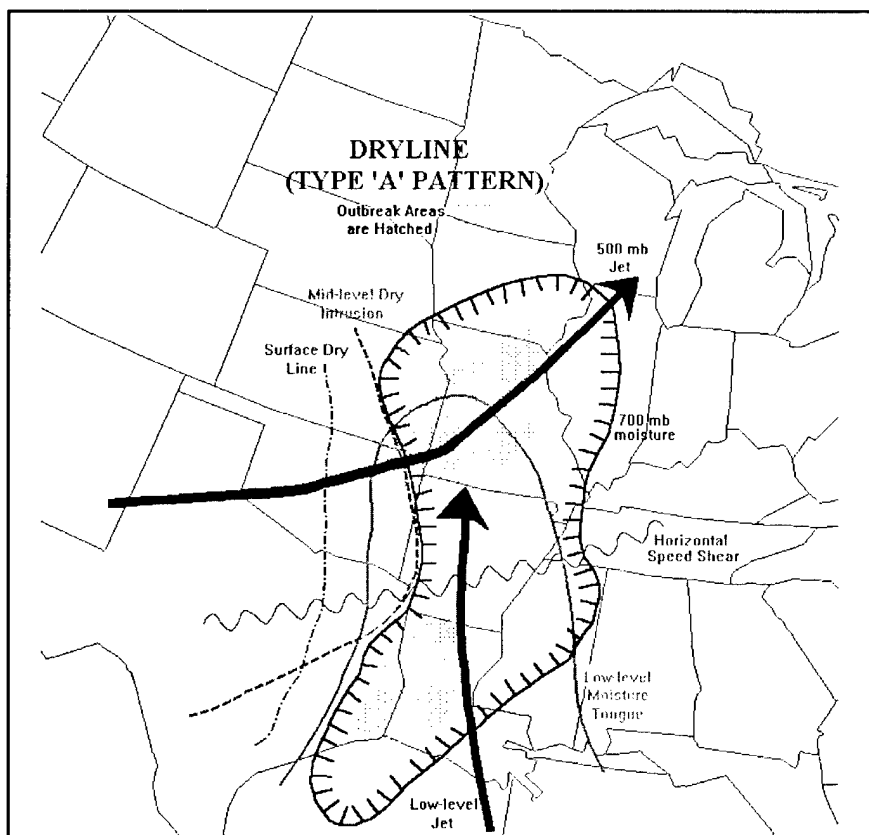 DRYLINE
(TYPE 'A' PATTERN)
Outbreak Areas
are Hatched
500 mb
Jet
Mid-level Dry
Intrusion
Surface Dry
Line
700 mb
moisture
Horizontal
Speed Shear
Low-level
Moisture
Tongue
Low-level
Jet